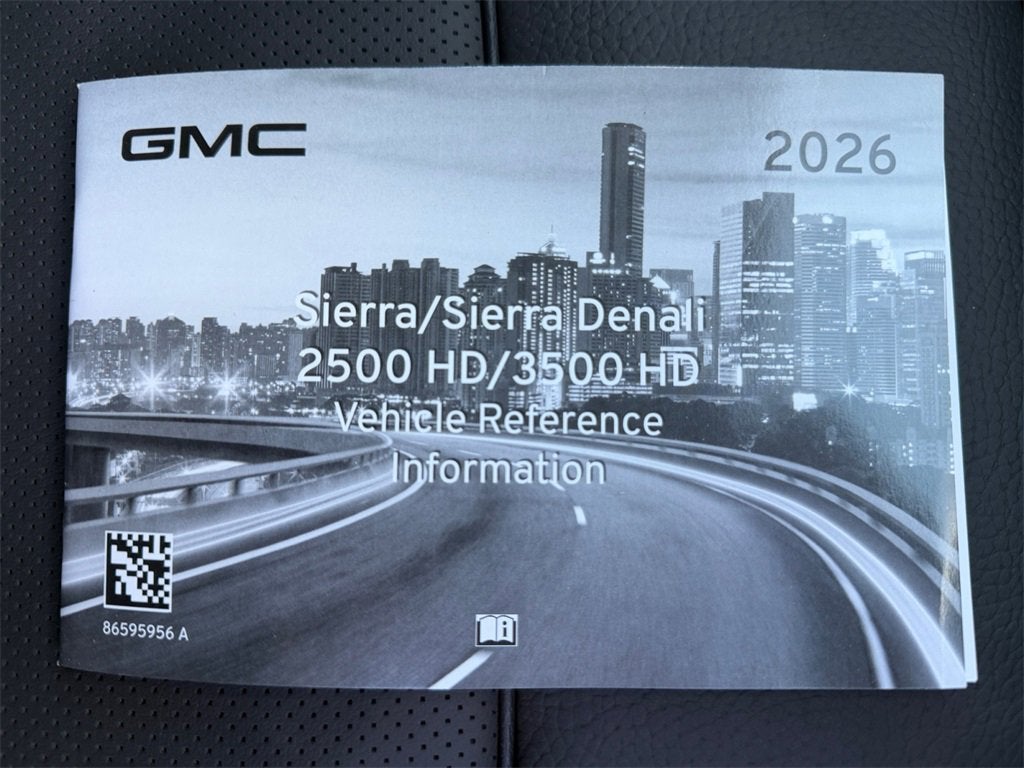 GMC
2026
Sierra/Sierra Denali
2500 HD/3500 HD
Vehicle Reference
Information
86595956 A